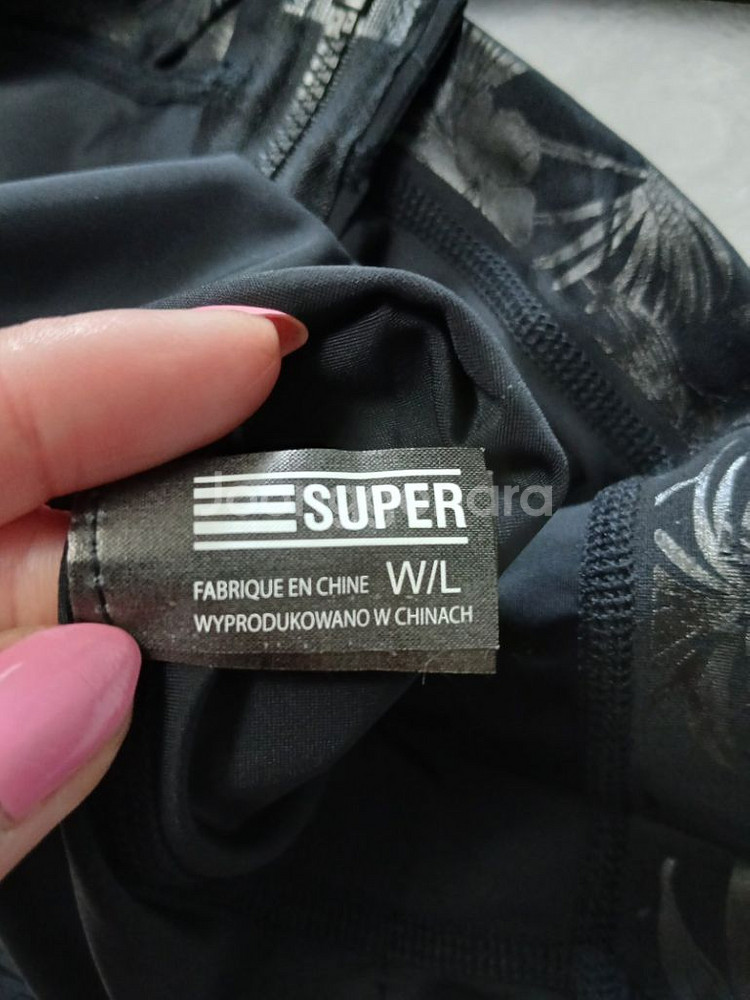 SUPER
FABRIQUE EN CHINE W/L
WYPRODUKOWANO W CHINACH